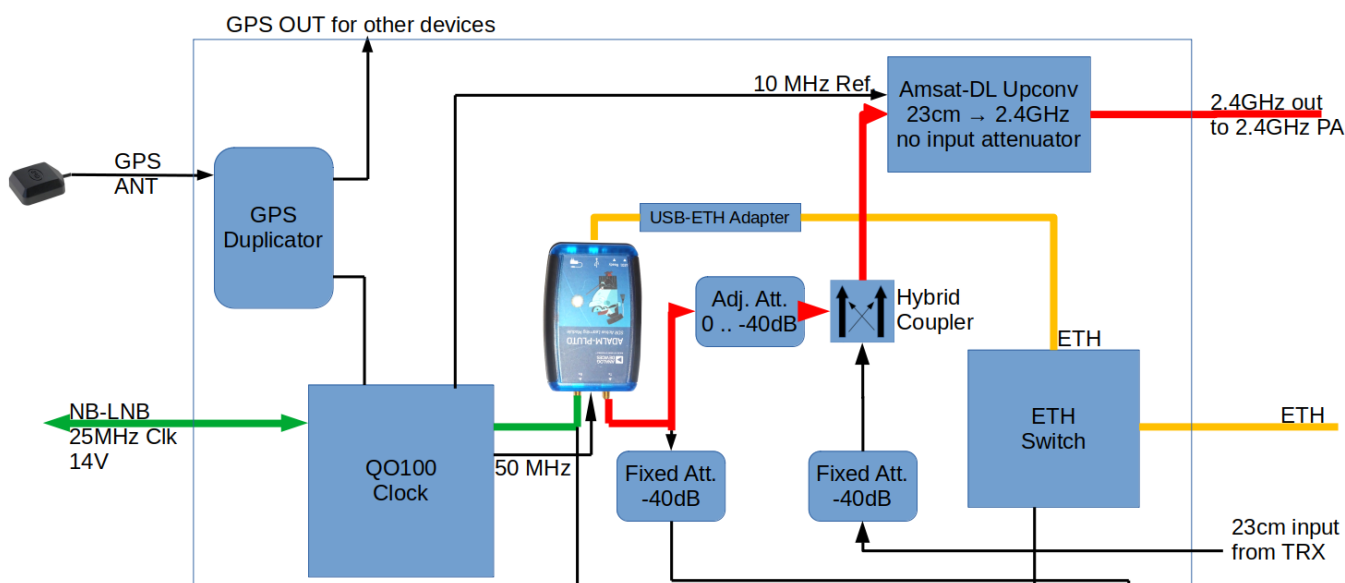 GPS OUT for other devices
10 MHz Ref.
Amsat-DL Upconv
23cm → 2.4GHz
no input attenuator
2.4GHz out
to 2.4GHz PA
GPS
ANT
GPS
Duplicator
USB-ETH Adapter
ADALM-PLUTO
Adj. Att.
0 .. -40dB
Hybrid
Coupler
ETH
NB-LNB
25MHz Clk
14V
QO100
Clock
50 MHz
Fixed Att.
-40dB
Fixed Att.
-40dB
ETH
Switch
ETH
23cm input
from TRX